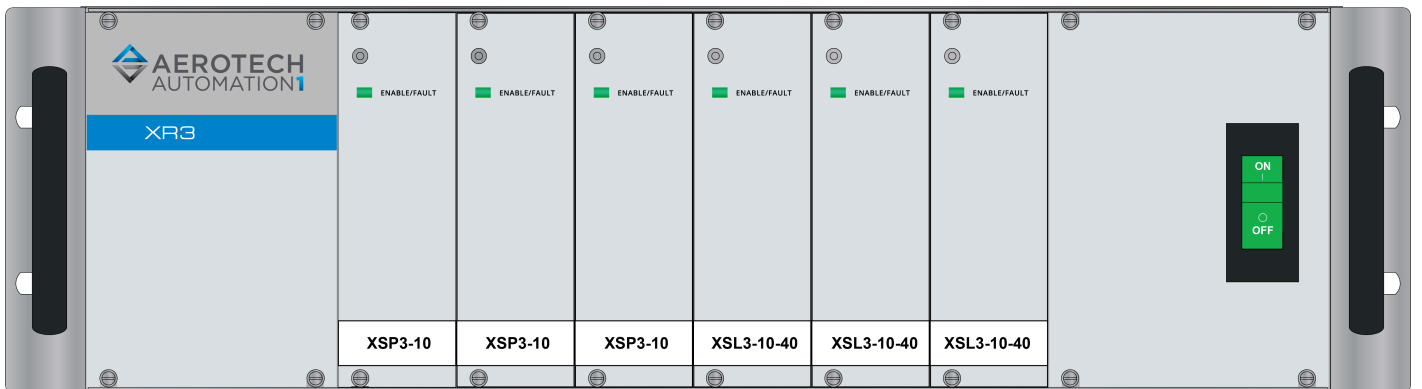 AEROTECH
AUTOMATION1
XR3
ENABLE/FAULT
ENABLE/FAULT
ENABLE/FAULT
ENABLE/FAULT
ENABLE/FAULT
ENABLE/FAULT
ON
OFF
XSP3-10
XSP3-10
XSP3-10
XSL3-10-40
XSL3-10-40
XSL3-10-40